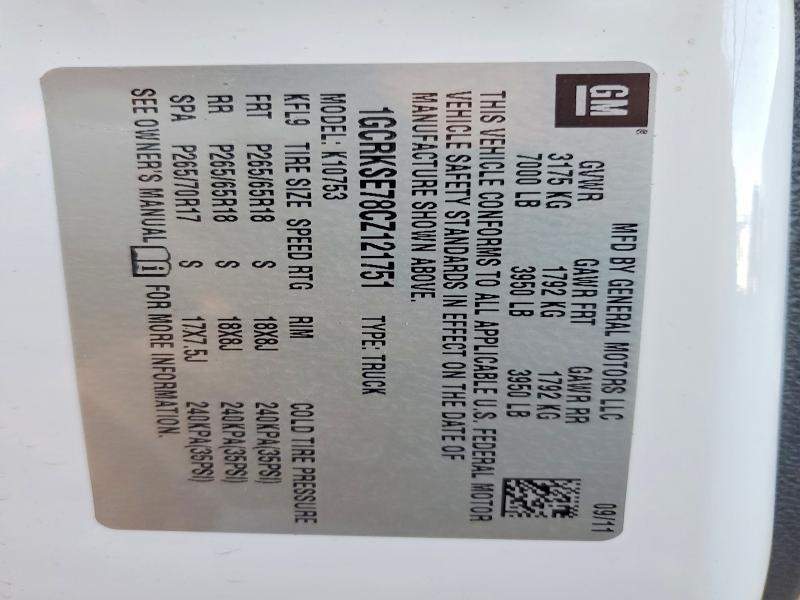 GM®
MFD BY GENERAL MOTORS LLC 09/11
GVWR GAWR FRT GAWR RR
3175 KG 1792 KG 1792 KG
7000 LB 3950 LB 3950 LB
THIS VEHICLE CONFORMS TO ALL APPLICABLE U.S. FEDERAL MOTOR
VEHICLE SAFETY STANDARDS IN EFFECT ON THE DATE OF
MANUFACTURE SHOWN ABOVE.
1GCRKSE78CZ121751 TYPE: TRUCK
MODEL: K10753
KFL9 TIRE SIZE SPEED RTG RIM COLD TIRE PRESSURE
FRT P265/65R18 S 18X8J 240KPA(35PSI)
RR P265/65R18 S 18X8J 240KPA(35PSI)
SPA P265/70R17 S 17X7.5J 240KPA(35PSI)
SEE OWNER'S MANUAL i FOR MORE INFORMATION.